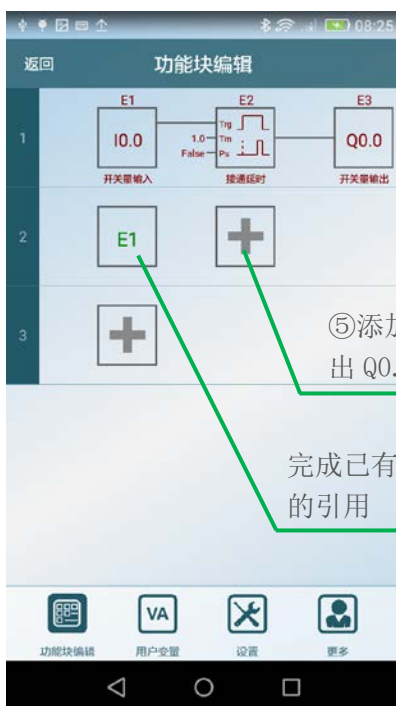 08:25
返回 功能块编辑
E1 E2 E3
1
I0.0
Trg
1.0 Tm
False Ps
Q0.0
开关量输入 接通延时 开关量输出
2
E1
3
⑤添加
出 Q0.
完成已有
的引用
VA
功能块编辑 用户变量 设置 更多